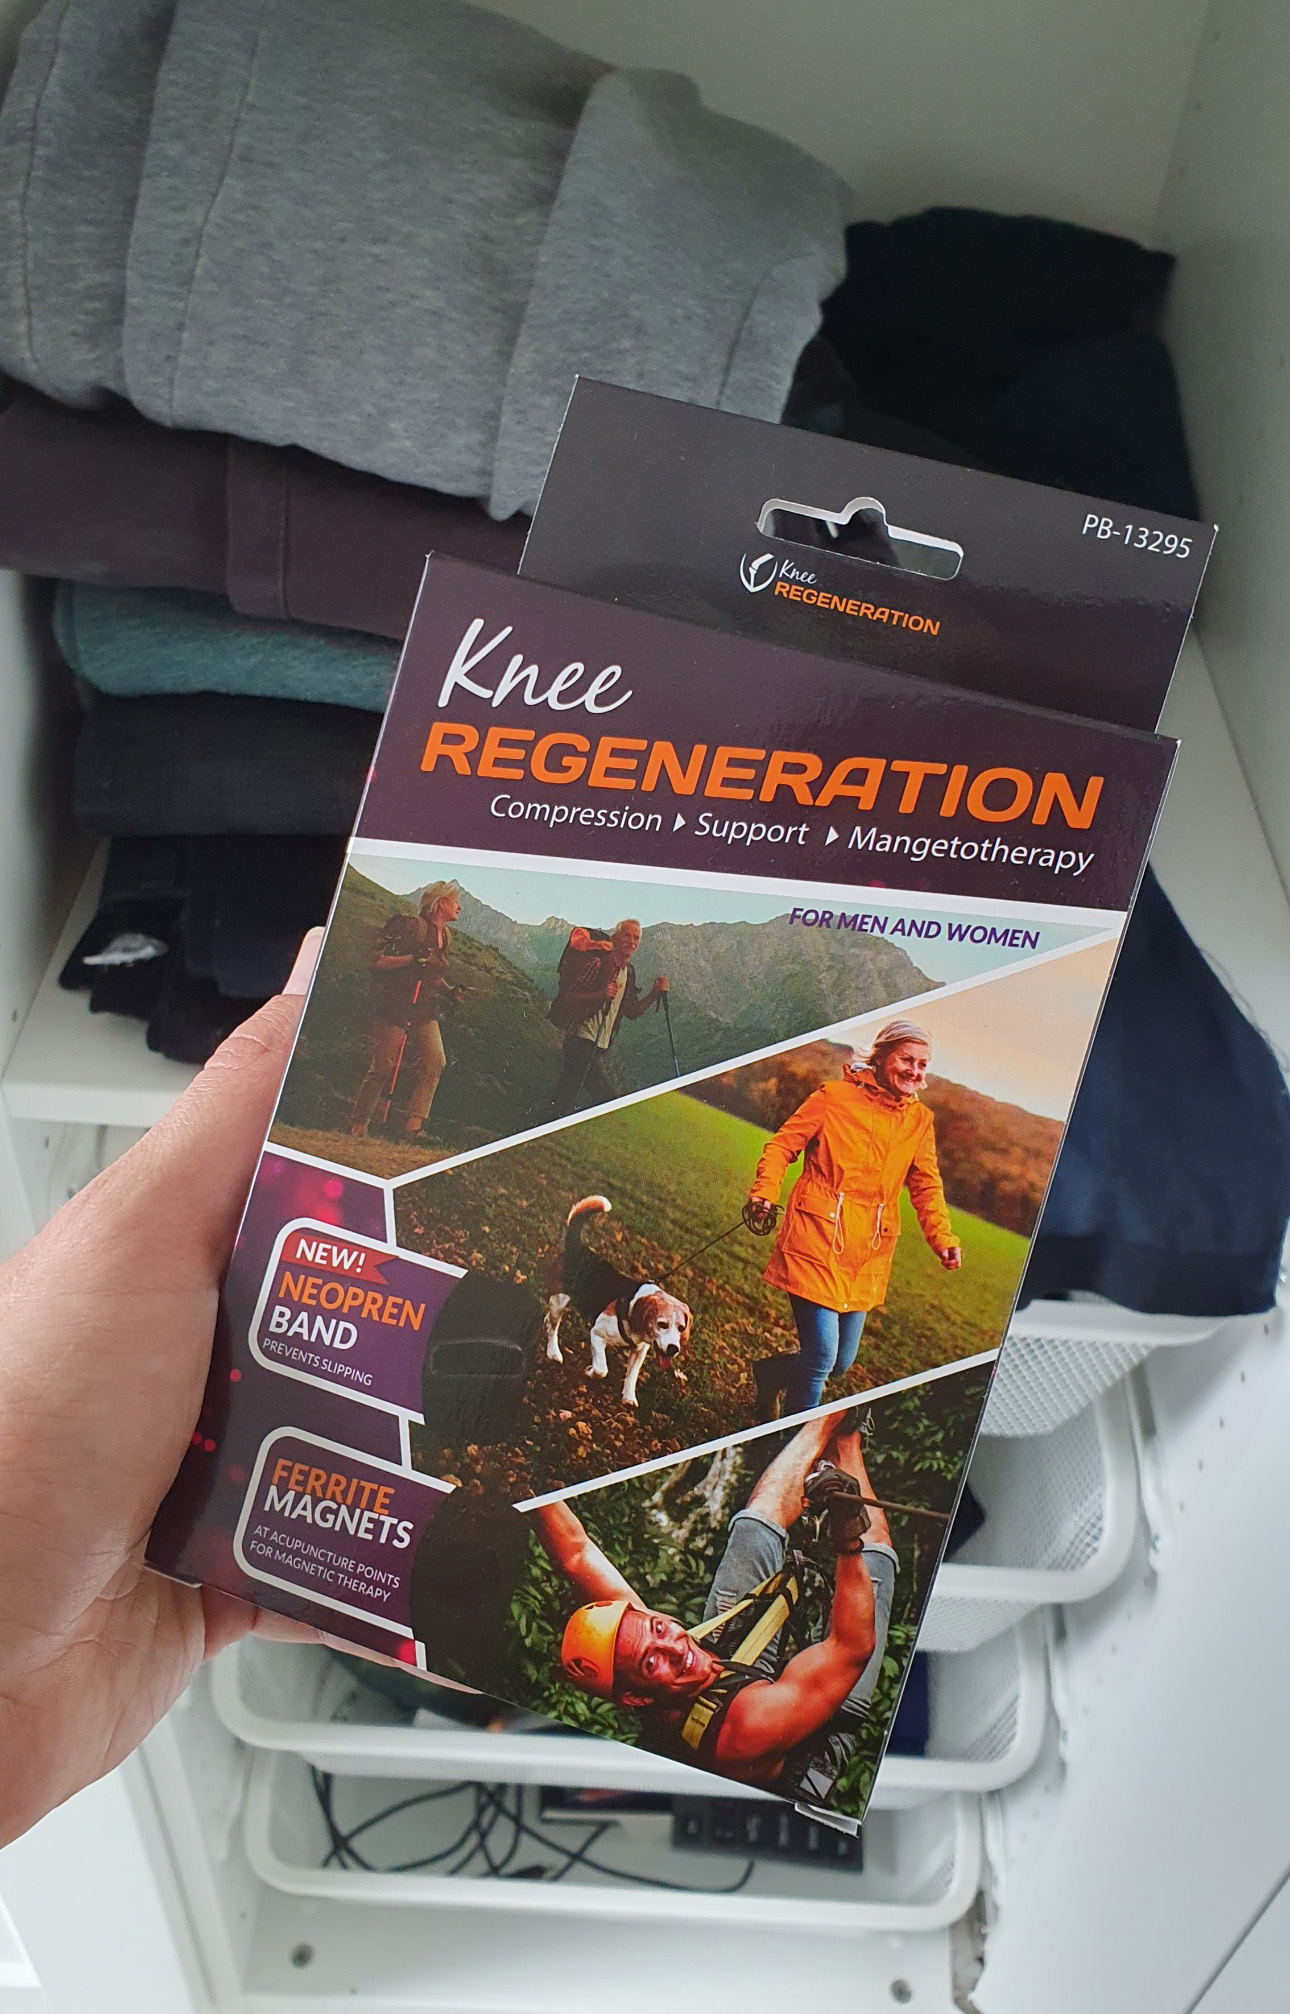 PB-13295
Knee
REGENERATION
Knee
REGENERATION
Compression Support Mangetotherapy
FOR MEN AND WOMEN
NEW!
NEOPREN
BAND
PREVENTS SLIPPING
FERRITE
MAGNETS
AT ACUPUNCTURE POINTS
FOR MAGNETIC THERAPY